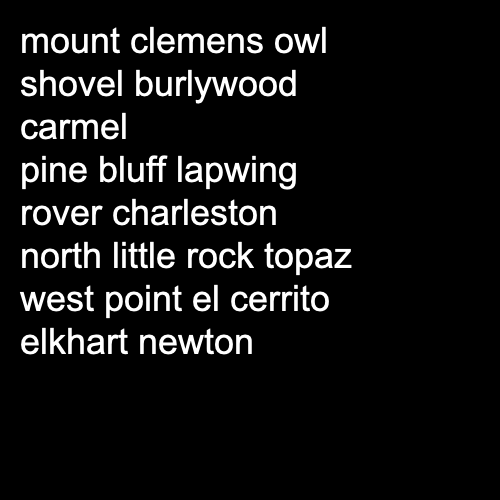 mount clemens owl
shovel burlywood
carmel
pine bluff lapwing
rover charleston
north little rock topaz
west point el cerrito
elkhart newton